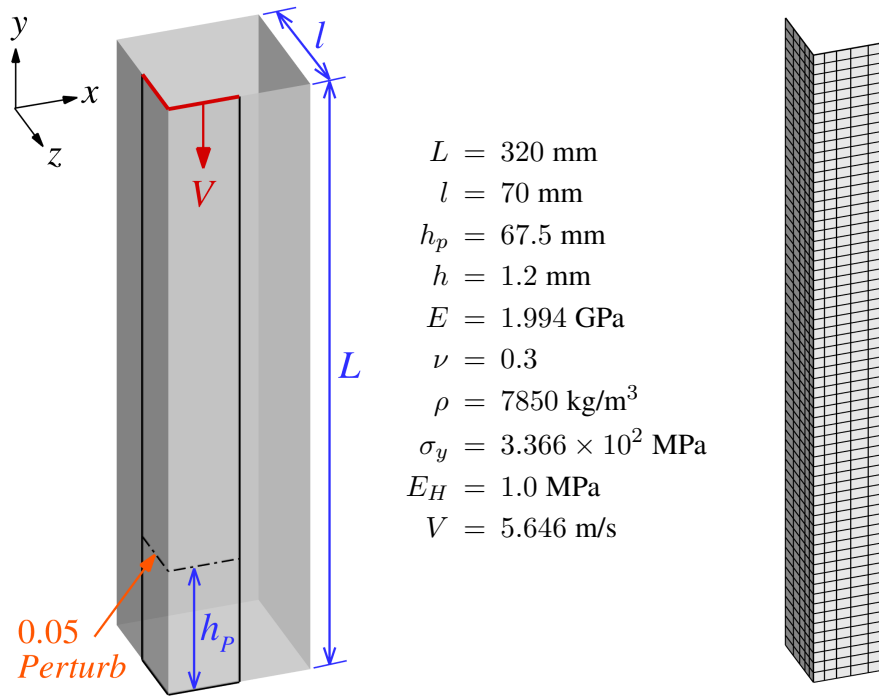 y
x
z
l
V
L
h_P
0.05
Perturb
L = 320 mm
l = 70 mm
h_p = 67.5 mm
h = 1.2 mm
E = 1.994 GPa
ν = 0.3
ρ = 7850 kg/m³
σ_y = 3.366 × 10² MPa
E_H = 1.0 MPa
V = 5.646 m/s